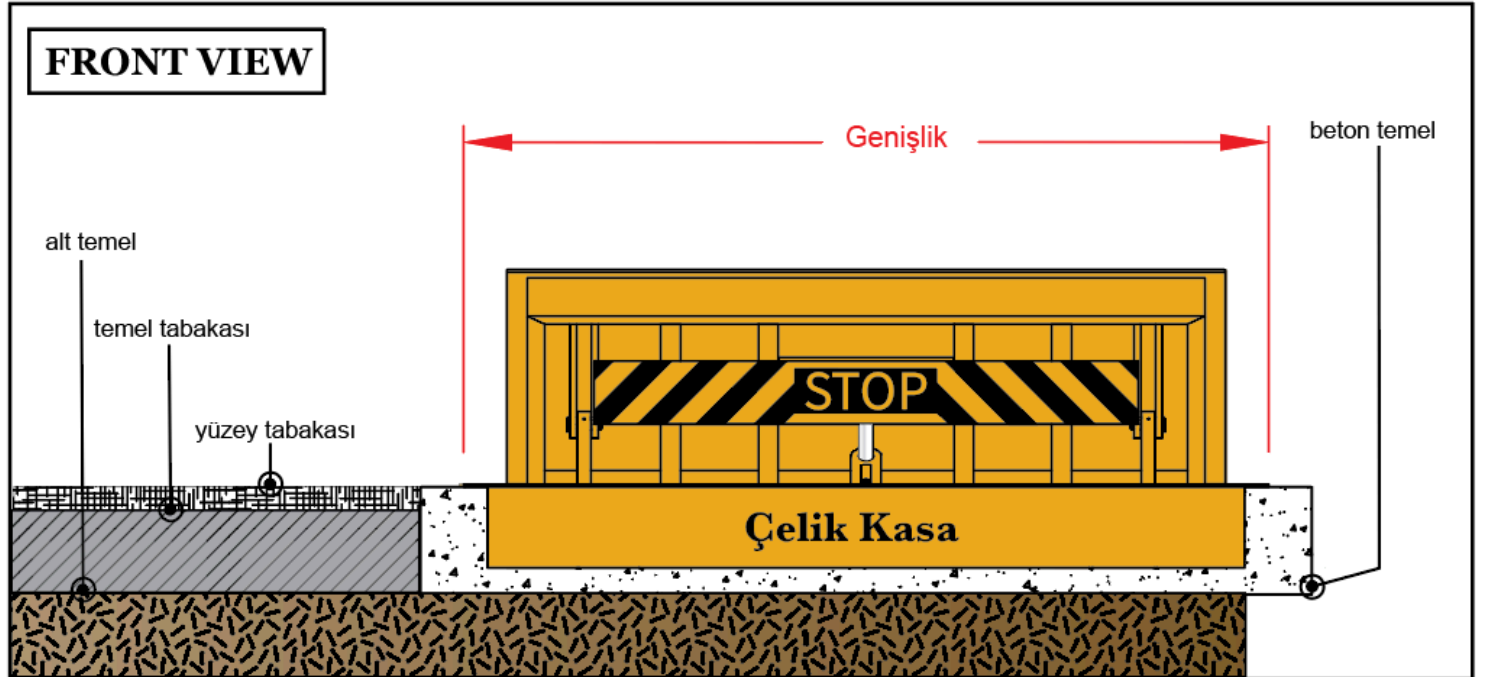 FRONT VIEW
Genişlik
beton temel
alt temel
temel tabakası
STOP
yüzey tabakası
Çelik Kasa